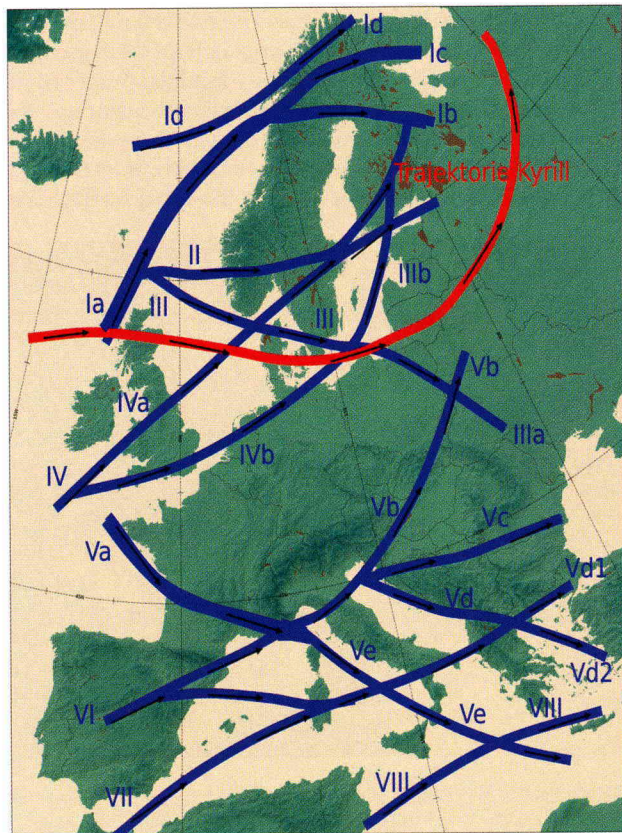 Id
Ic
Id
Ib
Trajektorie Kyrill
II
IIIb
Ia
III
III
Vb
IVa
IIIa
IVb
IV
Vb
Vc
Va
Vd1
Vd
Ve
Vd2
VI
Ve
VIII
VII
VIII